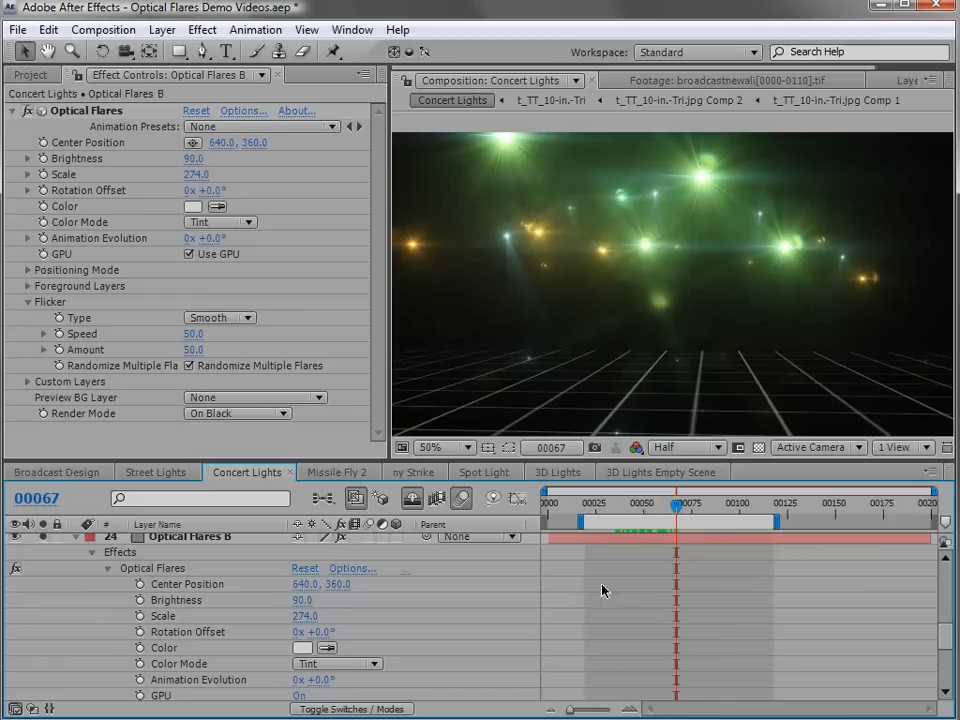 Ae Adobe After Effects - Optical Flares Demo Videos.aep *
File Edit Composition Layer Effect Animation View Window Help
Workspace: Standard Search Help
Project Effect Controls: Optical Flares B
Composition: Concert Lights Footage: broadcastnewali[0000-0110].tif Laye
Concert Lights • Optical Flares B
Concert Lights t_TT_10-in.-Tri t_TT_10-in.-Tri.jpg Comp 2 t_TT_10-in.-Tri.jpg Comp 1
fx Optical Flares Reset Options... About...
Animation Presets: None
Center Position 640.0, 360.0
Brightness 90.0
Scale 274.0
Rotation Offset 0x +0.0°
Color
Color Mode Tint
Animation Evolution 0x +0.0°
GPU Use GPU
Positioning Mode
Foreground Layers
Flicker
Type Smooth
Speed 50.0
Amount 50.0
Randomize Multiple Fla Randomize Multiple Flares
Custom Layers
Preview BG Layer None
Render Mode On Black
50% 00067 Half Active Camera 1 View
Broadcast Design Street Lights Concert Lights Missile Fly 2 ny Strike Spot Light 3D Lights 3D Lights Empty Scene
00067
0000 00025 00050 00075 00100 00125 00150 00175 0020
# Layer Name Parent
24 Optical Flares B None
Effects
fx Optical Flares Reset Options... ...
Center Position 640.0, 360.0
Brightness 90.0
Scale 274.0
Rotation Offset 0x +0.0°
Color
Color Mode Tint
Animation Evolution 0x +0.0°
GPU On
Toggle Switches / Modes